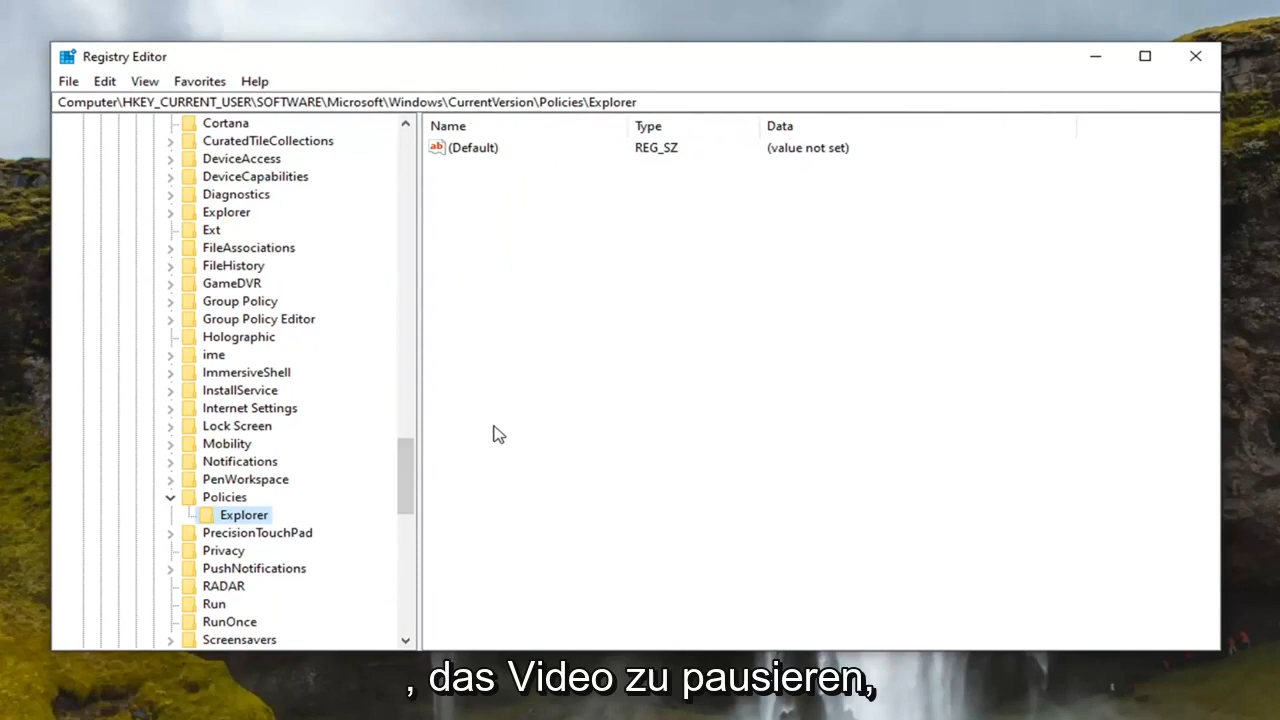 Registry Editor
File Edit View Favorites Help
Computer\HKEY_CURRENT_USER\SOFTWARE\Microsoft\Windows\CurrentVersion\Policies\Explorer
Cortana
CuratedTileCollections
DeviceAccess
DeviceCapabilities
Diagnostics
Explorer
Ext
FileAssociations
FileHistory
GameDVR
Group Policy
Group Policy Editor
Holographic
ime
ImmersiveShell
InstallService
Internet Settings
Lock Screen
Mobility
Notifications
PenWorkspace
Policies
Explorer
PrecisionTouchPad
Privacy
PushNotifications
RADAR
Run
RunOnce
Screensavers
Name Type Data
ab (Default) REG_SZ (value not set)
, das Video zu pausieren,